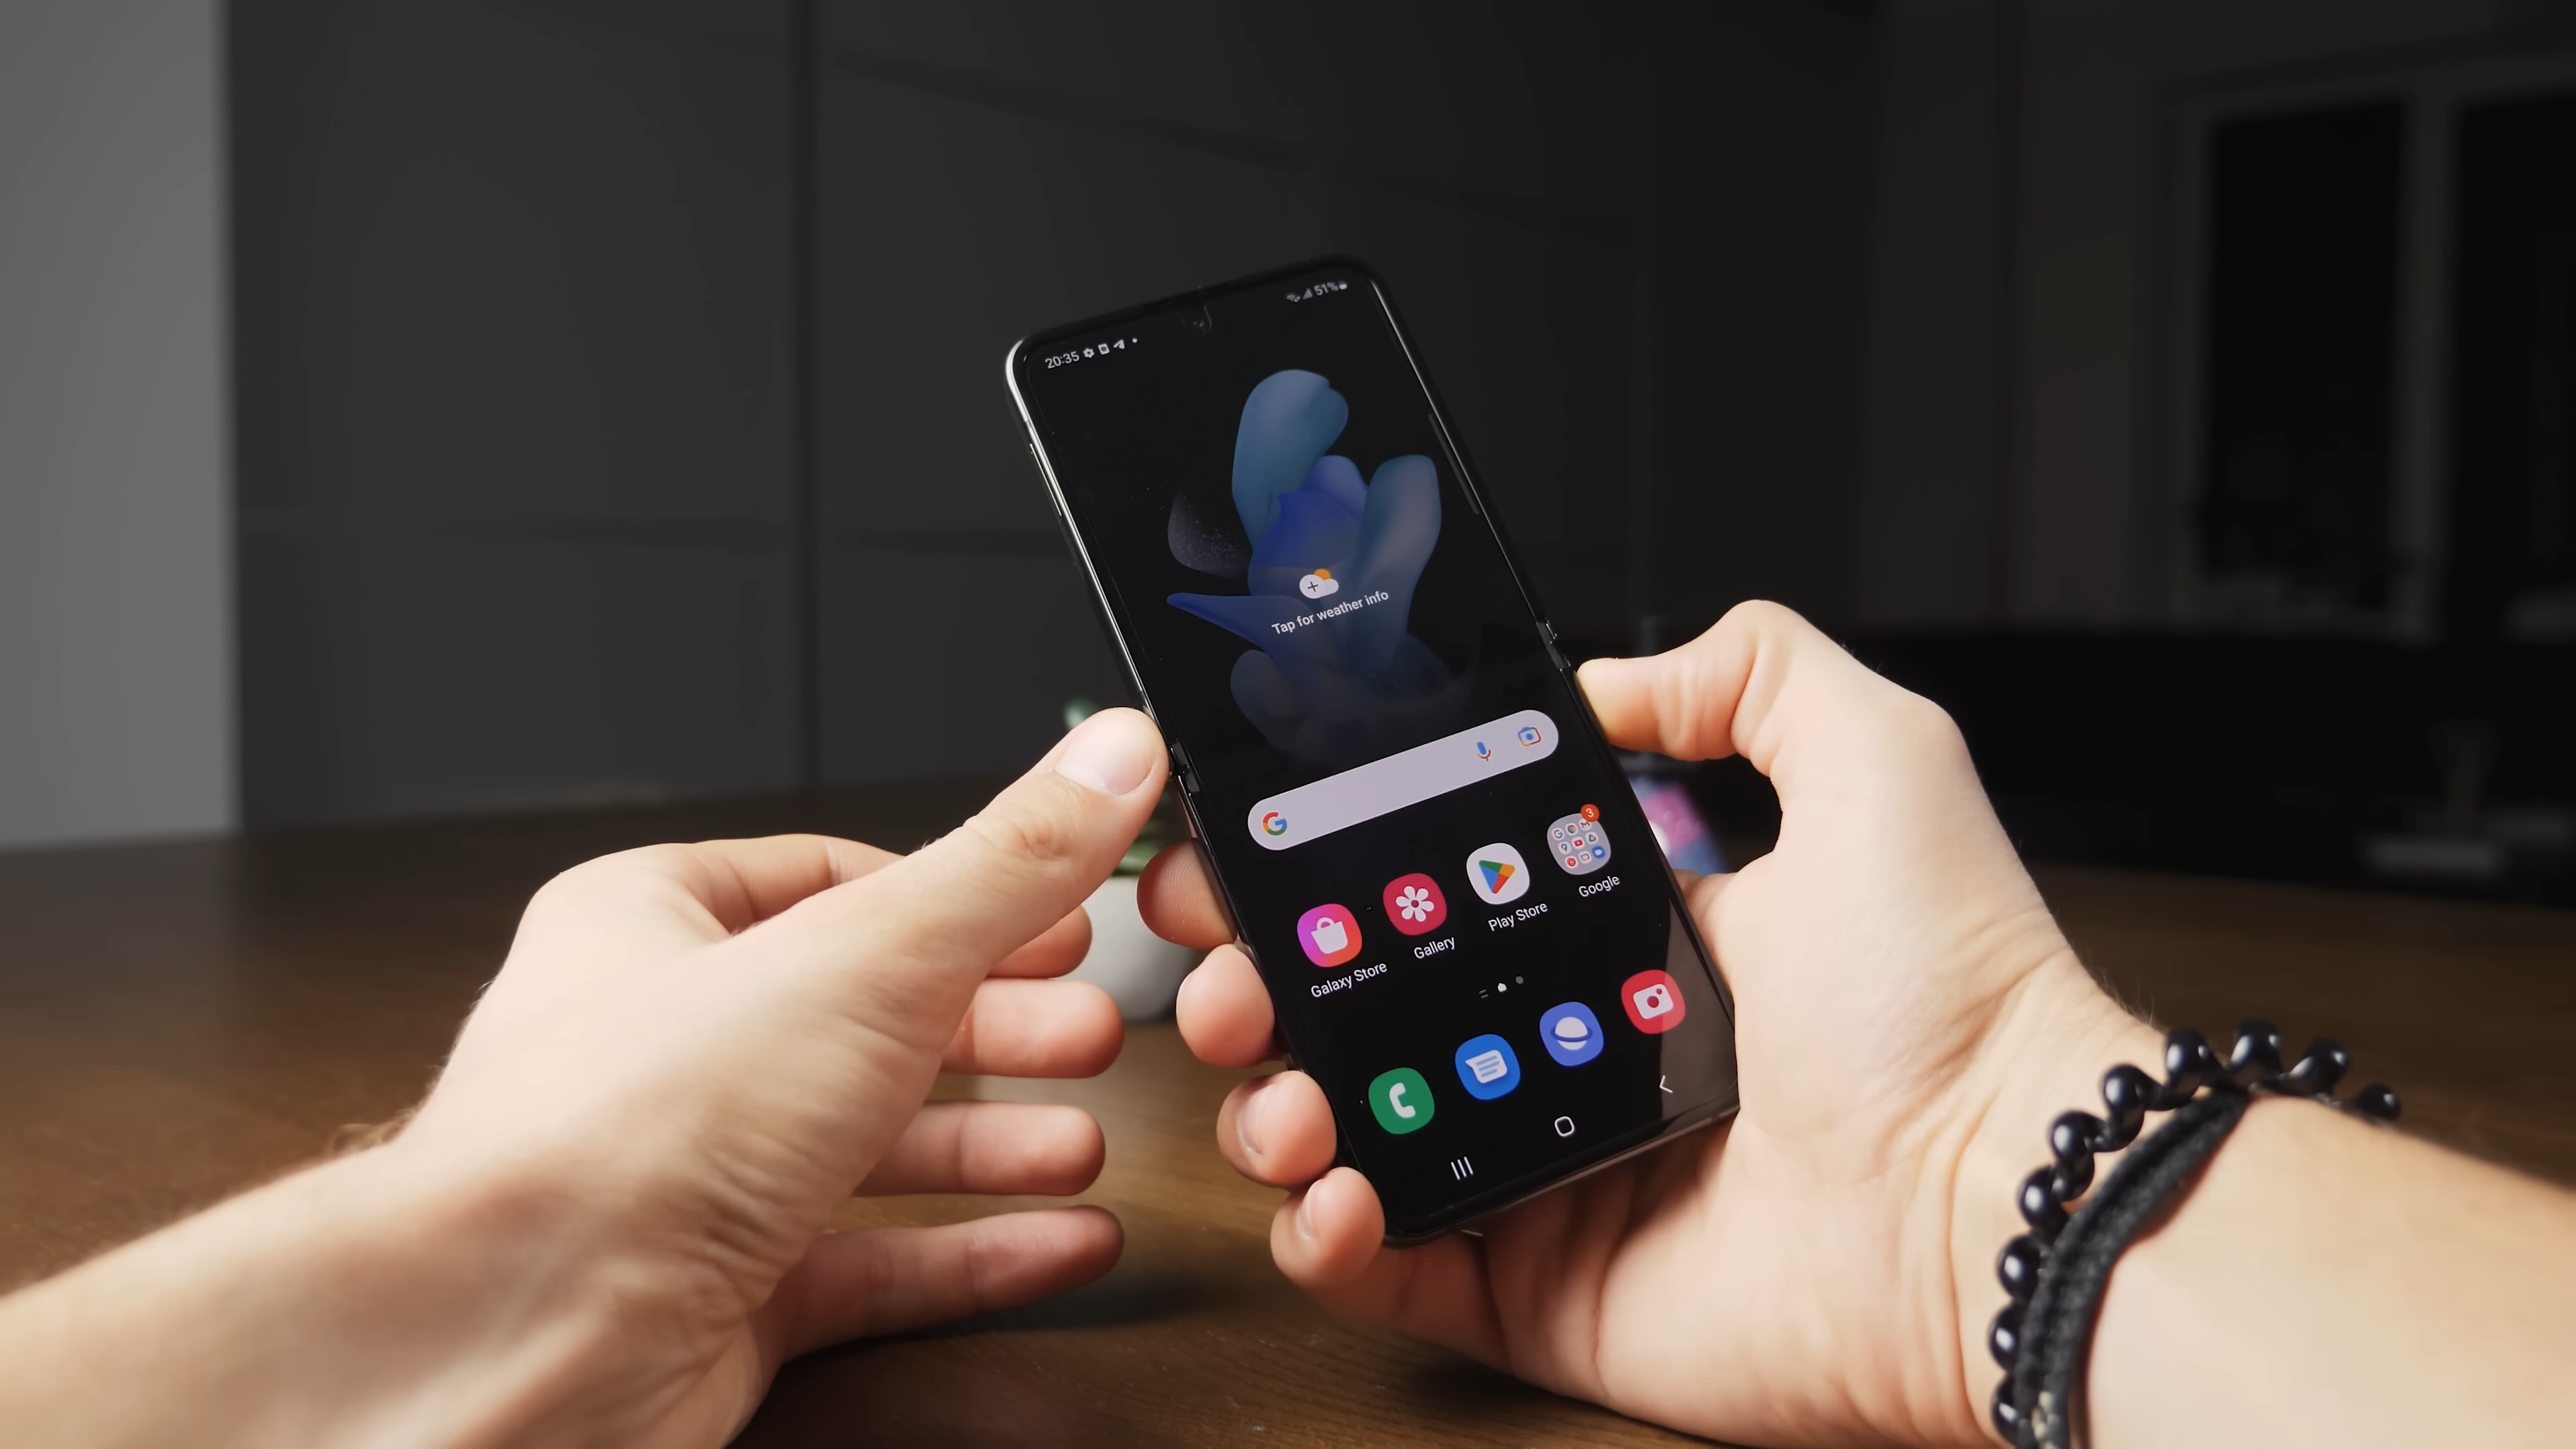 20:35
51%
Tap for weather info
G
3
Galaxy Store
Gallery
Play Store
Google